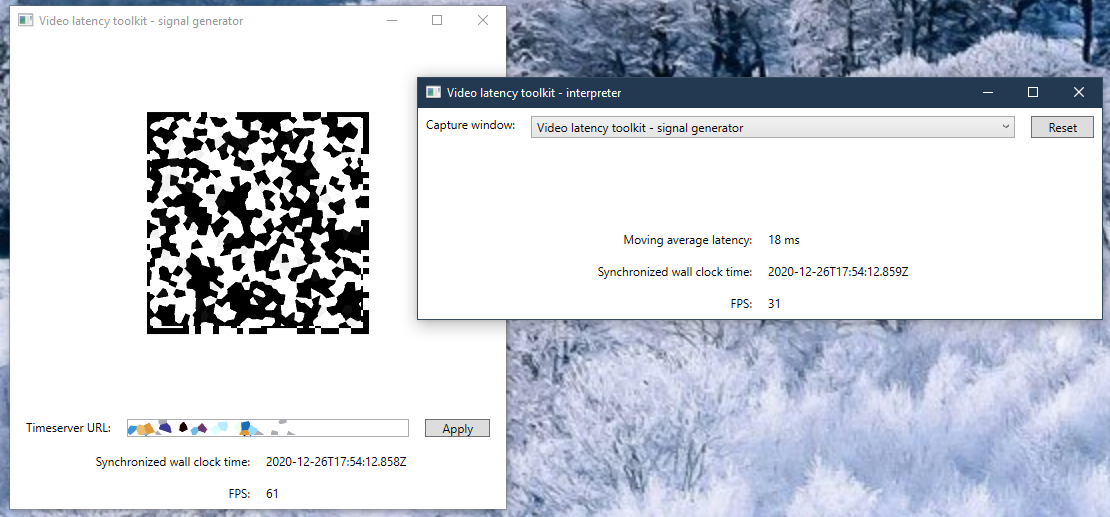 Video latency toolkit - signal generator
Timeserver URL:
Apply
Synchronized wall clock time: 2020-12-26T17:54:12.858Z
FPS: 61
Video latency toolkit - interpreter
Capture window: Video latency toolkit - signal generator
Reset
Moving average latency: 18 ms
Synchronized wall clock time: 2020-12-26T17:54:12.859Z
FPS: 31